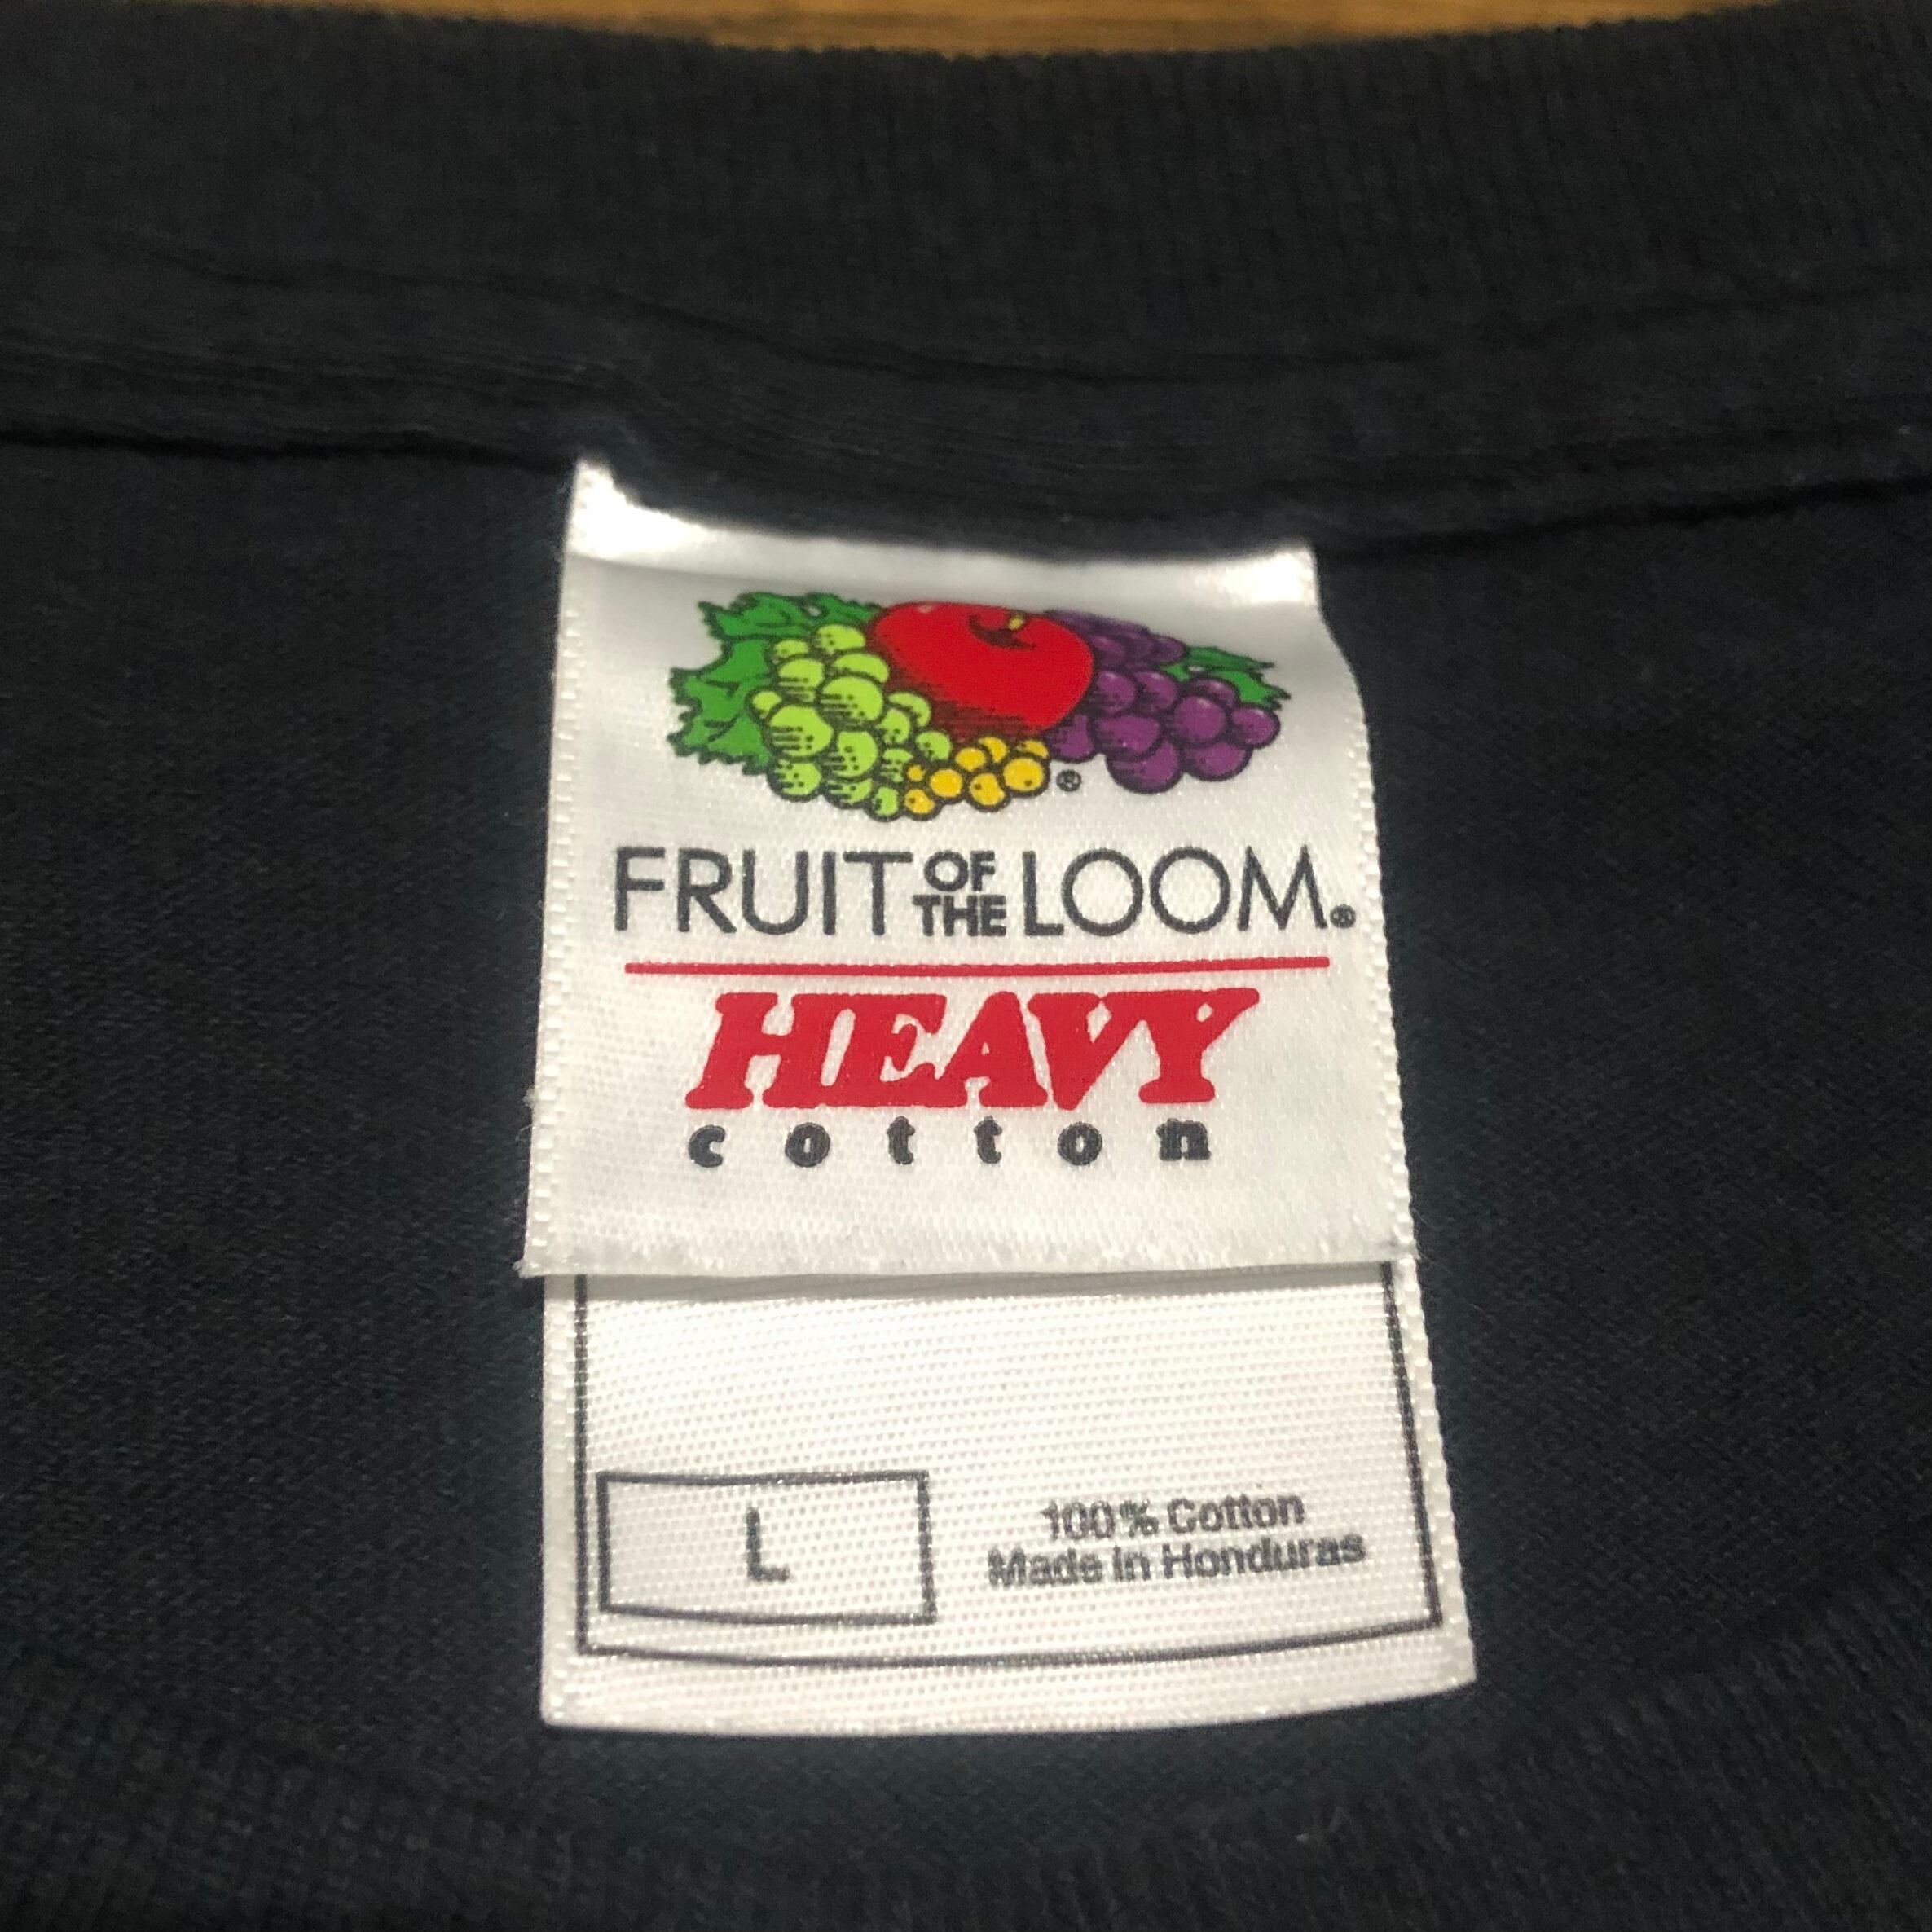 ®
FRUIT OF THE LOOM®
HEAVY
cotton
L
100% Cotton
Made in Honduras